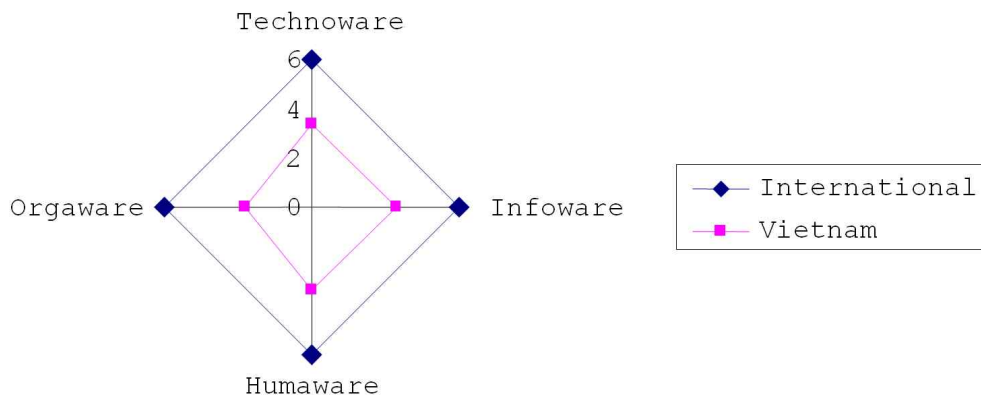 Technoware
6
4
2
Orgaware
0
Infoware
International
Vietnam
Humaware